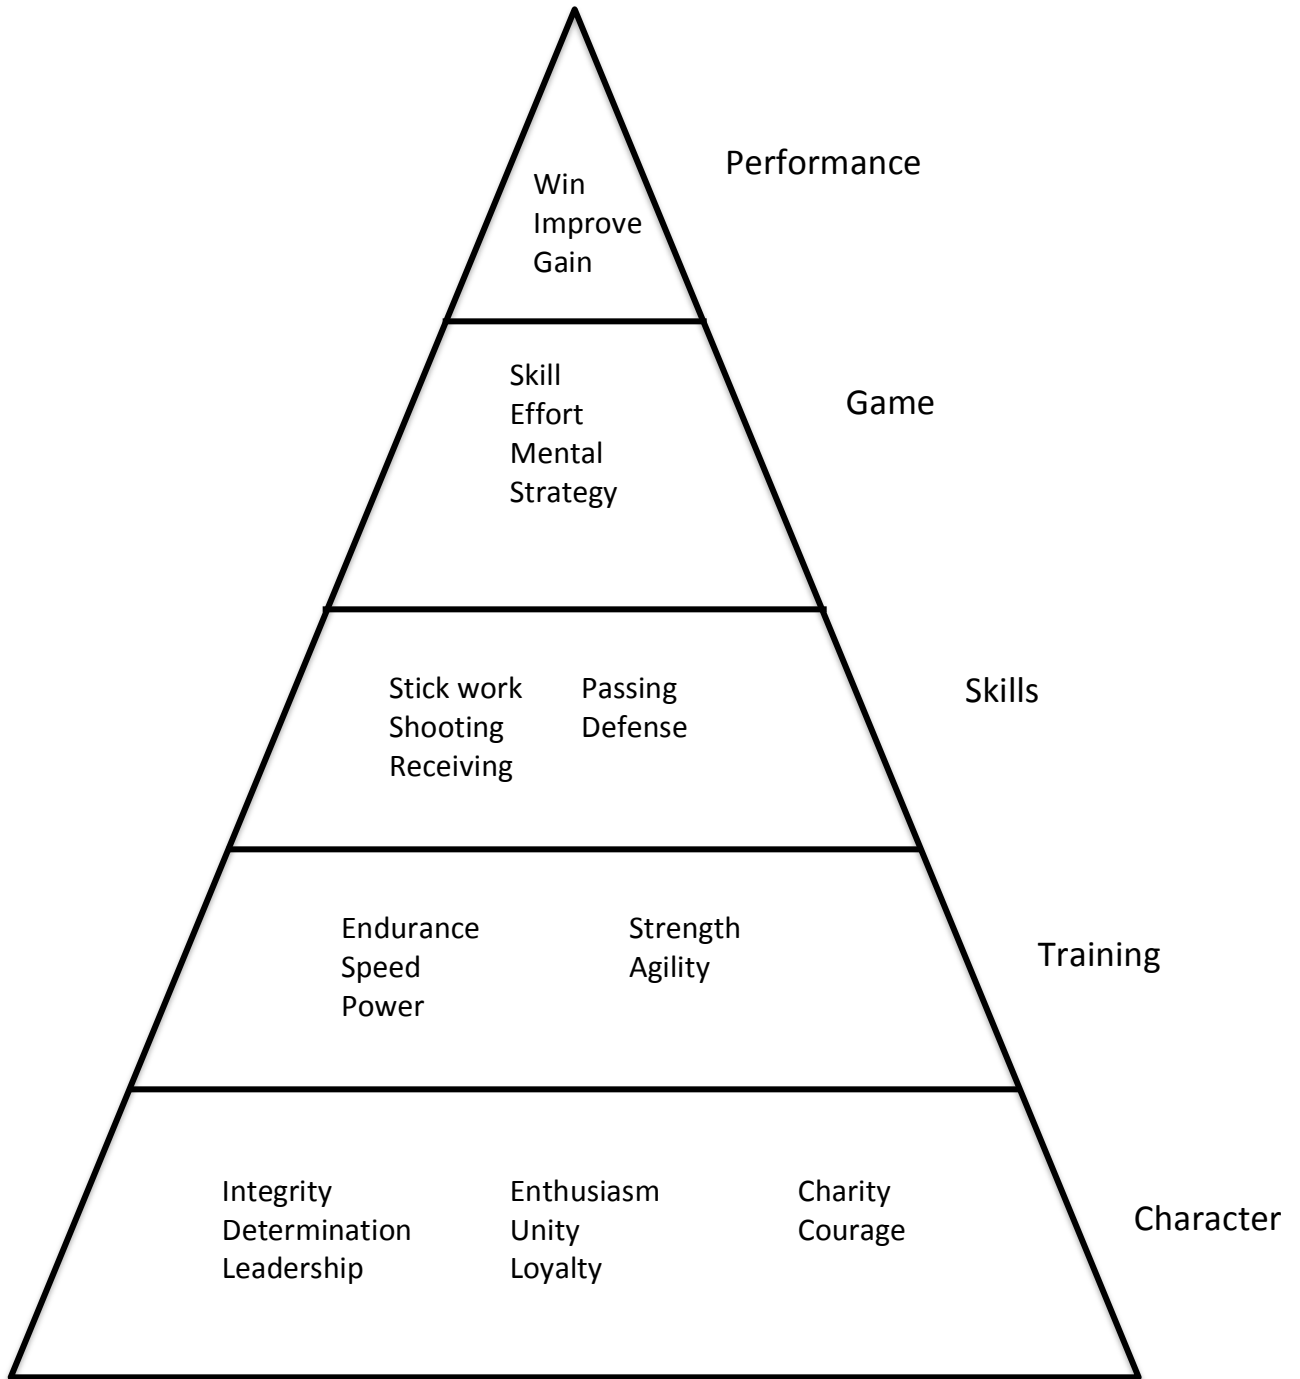 Performance
Win
Improve
Gain
Game
Skill
Effort
Mental
Strategy
Skills
Stick work
Shooting
Receiving
Passing
Defense
Training
Endurance
Speed
Power
Strength
Agility
Character
Integrity
Determination
Leadership
Enthusiasm
Unity
Loyalty
Charity
Courage